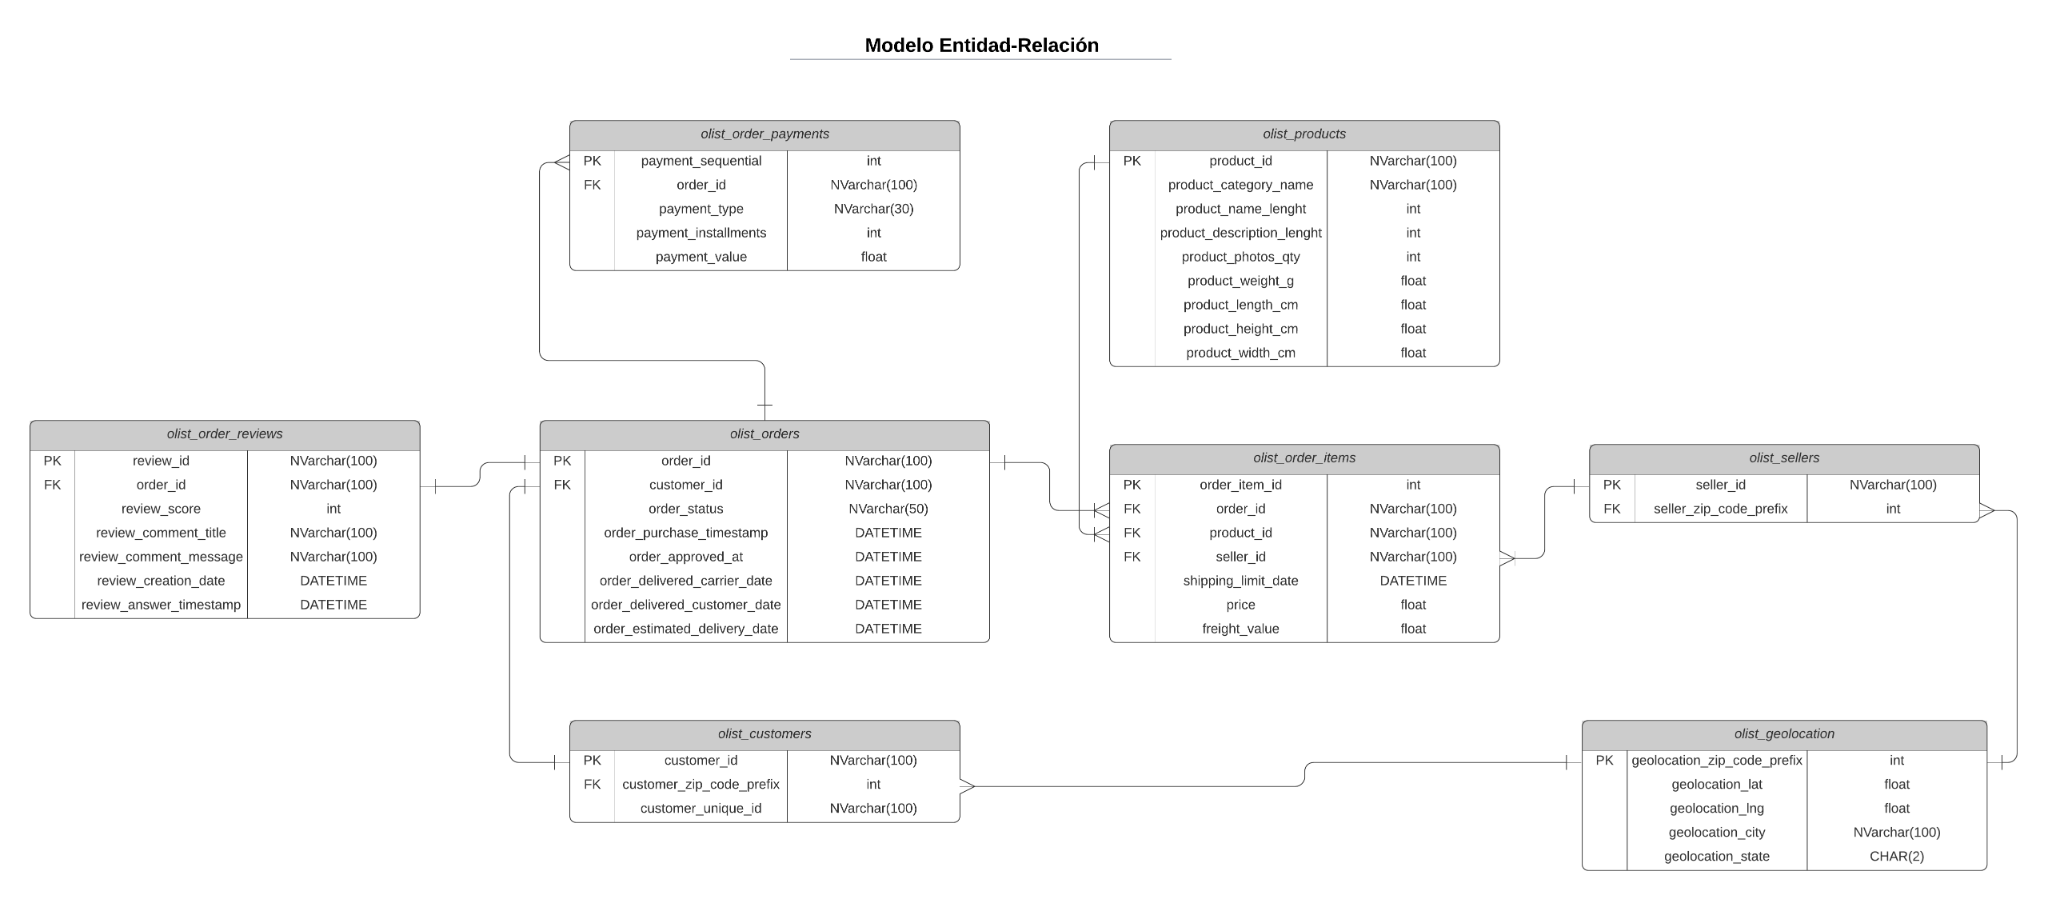 Modelo Entidad-Relación
olist_order_payments
PK payment_sequential int
FK order_id NVarchar(100)
payment_type NVarchar(30)
payment_installments int
payment_value float
olist_products
PK product_id NVarchar(100)
product_category_name NVarchar(100)
product_name_lenght int
product_description_lenght int
product_photos_qty int
product_weight_g float
product_length_cm float
product_height_cm float
product_width_cm float
olist_order_reviews
PK review_id NVarchar(100)
FK order_id NVarchar(100)
review_score int
review_comment_title NVarchar(100)
review_comment_message NVarchar(100)
review_creation_date DATETIME
review_answer_timestamp DATETIME
olist_orders
PK order_id NVarchar(100)
FK customer_id NVarchar(100)
order_status NVarchar(50)
order_purchase_timestamp DATETIME
order_approved_at DATETIME
order_delivered_carrier_date DATETIME
order_delivered_customer_date DATETIME
order_estimated_delivery_date DATETIME
olist_order_items
PK order_item_id int
FK order_id NVarchar(100)
FK product_id NVarchar(100)
FK seller_id NVarchar(100)
shipping_limit_date DATETIME
price float
freight_value float
olist_sellers
PK seller_id NVarchar(100)
FK seller_zip_code_prefix int
olist_customers
PK customer_id NVarchar(100)
FK customer_zip_code_prefix int
customer_unique_id NVarchar(100)
olist_geolocation
PK geolocation_zip_code_prefix int
geolocation_lat float
geolocation_lng float
geolocation_city NVarchar(100)
geolocation_state CHAR(2)